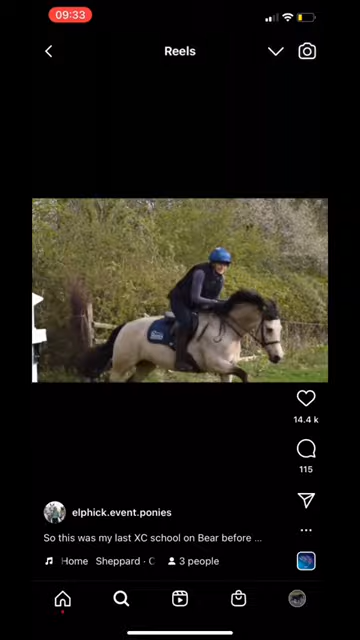 09:33
Reels
14.4 k
115
elphick.event.ponies
So this was my last XC school on Bear before ...
Home Sheppard · C 3 people